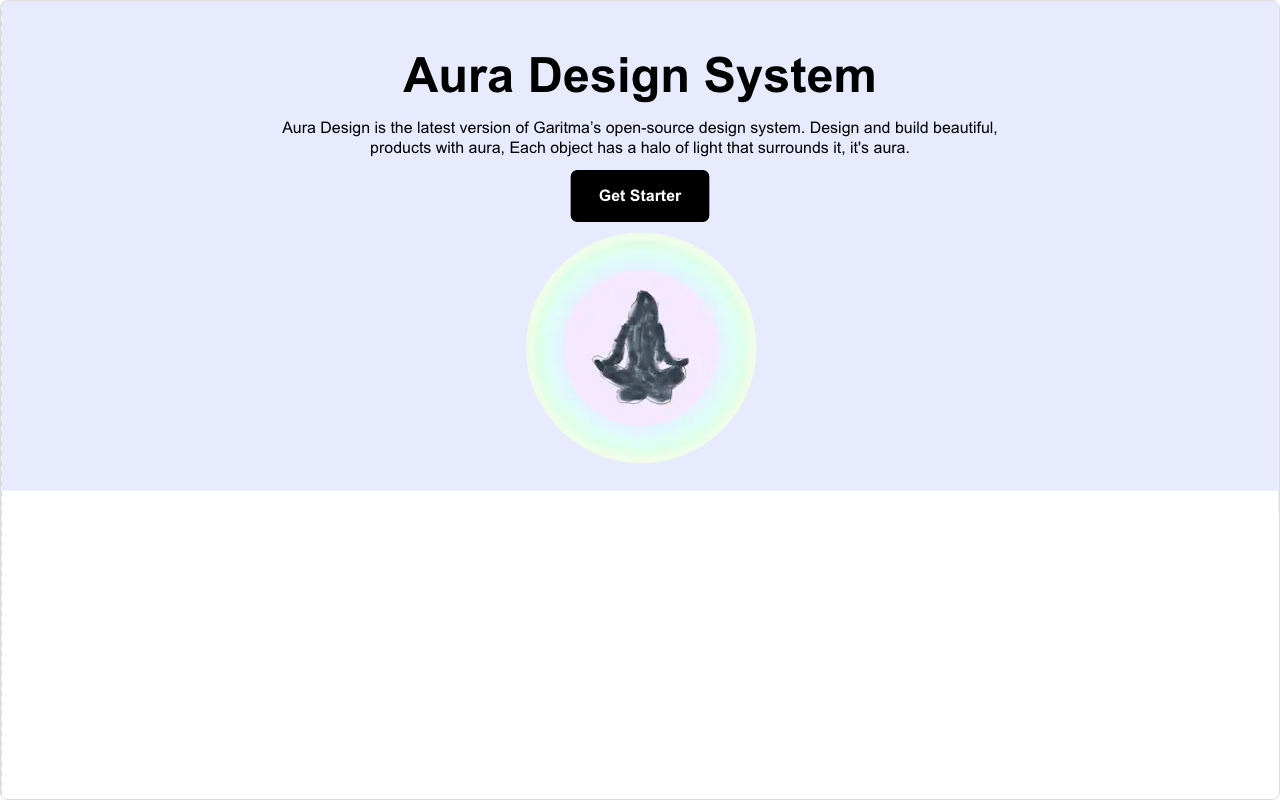 Aura Design System
Aura Design is the latest version of Garitma’s open-source design system. Design and build beautiful,
products with aura, Each object has a halo of light that surrounds it, it's aura.
Get Starter